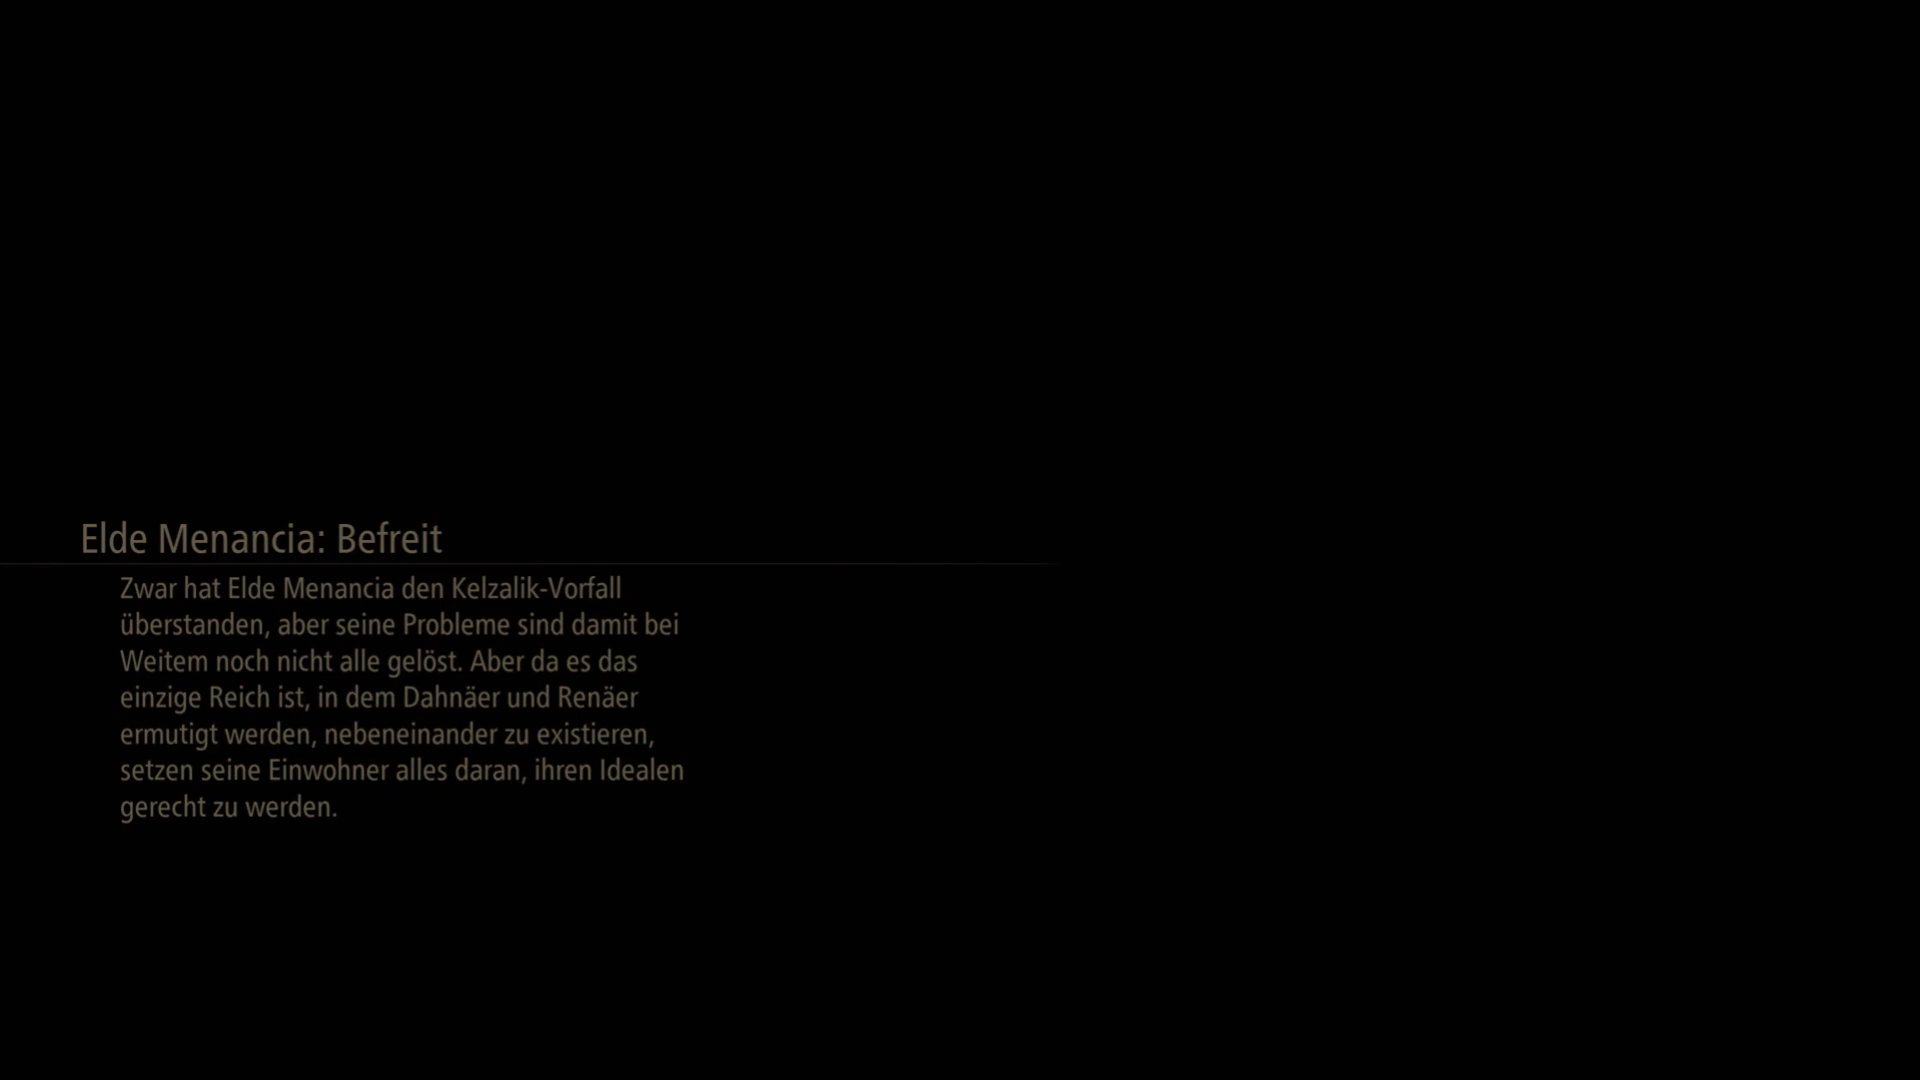 Elde Menancia: Befreit
Zwar hat Elde Menancia den Kelzalik-Vorfall
überstanden, aber seine Probleme sind damit bei
Weitem noch nicht alle gelöst. Aber da es das
einzige Reich ist, in dem Dahnäer und Renäer
ermutigt werden, nebeneinander zu existieren,
setzen seine Einwohner alles daran, ihren Idealen
gerecht zu werden.